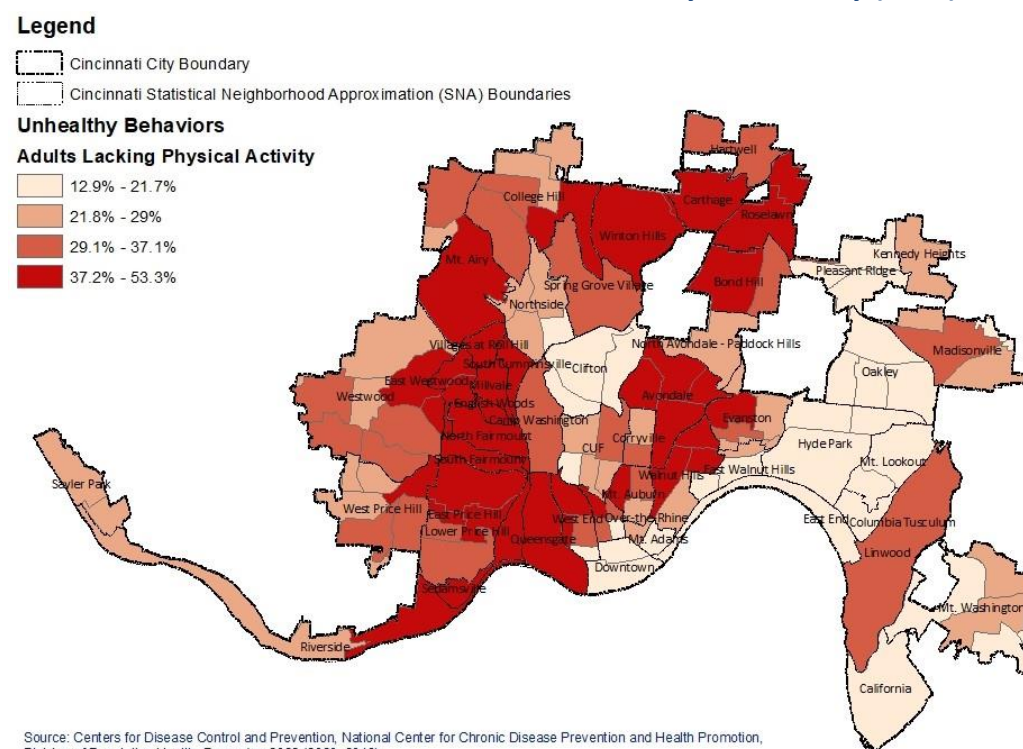 Legend
Cincinnati City Boundary
Cincinnati Statistical Neighborhood Approximation (SNA) Boundaries
Unhealthy Behaviors
Adults Lacking Physical Activity
12.9% - 21.7%
21.8% - 29%
29.1% - 37.1%
37.2% - 53.3%
Hartwell
College Hill
Carthage
Roselawn
Winton Hills
Mt. Airy
Kennedy Heights
Pleasant Ridge
Bond Hill
Spring Grove Village
Northside
Villages at Roll Hill
North Avondale - Paddock Hills
Madisonville
South Cumminsville
Clifton
Oakley
East Westwood
Millvale
Westwood
Avondale
English Woods
Camp Washington
Evanston
North Fairmount
Corryville
CUF
Hyde Park
South Fairmount
Mt. Lookout
Walnut Hills
East Walnut Hills
Sayler Park
Mt. Auburn
West Price Hill
East Price Hill
West End
Over-the-Rhine
East End
Columbia Tusculum
Lower Price Hill
Queensgate
Mt. Adams
Linwood
Downtown
Sedamsville
Mt. Washington
Riverside
California
Source: Centers for Disease Control and Prevention, National Center for Chronic Disease Prevention and Health Promotion,